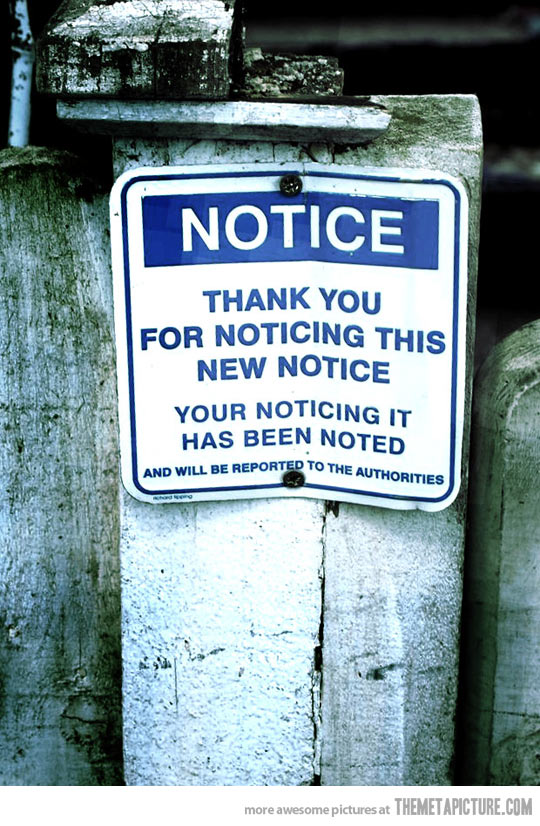 NOTICE
THANK YOU
FOR NOTICING THIS
NEW NOTICE
YOUR NOTICING IT
HAS BEEN NOTED
AND WILL BE REPORTED TO THE AUTHORITIES
richard tipping
more awesome pictures at THEMETAPICTURE.COM